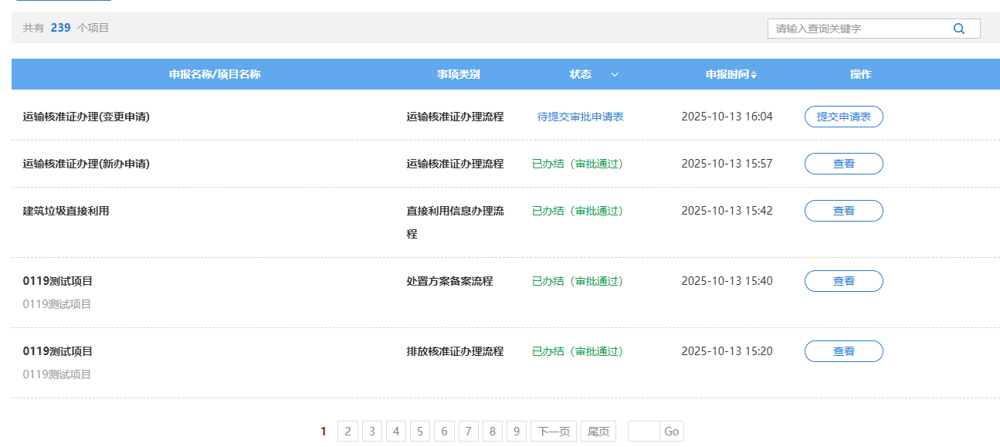 共有 239 个项目
请输入查询关键字
申报名称/项目名称 事项类别 状态 申报时间 操作
运输核准证办理(变更申请) 运输核准证办理流程 待提交审批申请表 2025-10-13 16:04 提交申请表
运输核准证办理(新办申请) 运输核准证办理流程 已办结（审批通过） 2025-10-13 15:57 查看
建筑垃圾直接利用 直接利用信息办理流 已办结（审批通过） 2025-10-13 15:42 查看
程
0119测试项目 处置方案备案流程 已办结（审批通过） 2025-10-13 15:40 查看
0119测试项目
0119测试项目 排放核准证办理流程 已办结（审批通过） 2025-10-13 15:20 查看
0119测试项目
1 2 3 4 5 6 7 8 9 下一页 尾页 Go